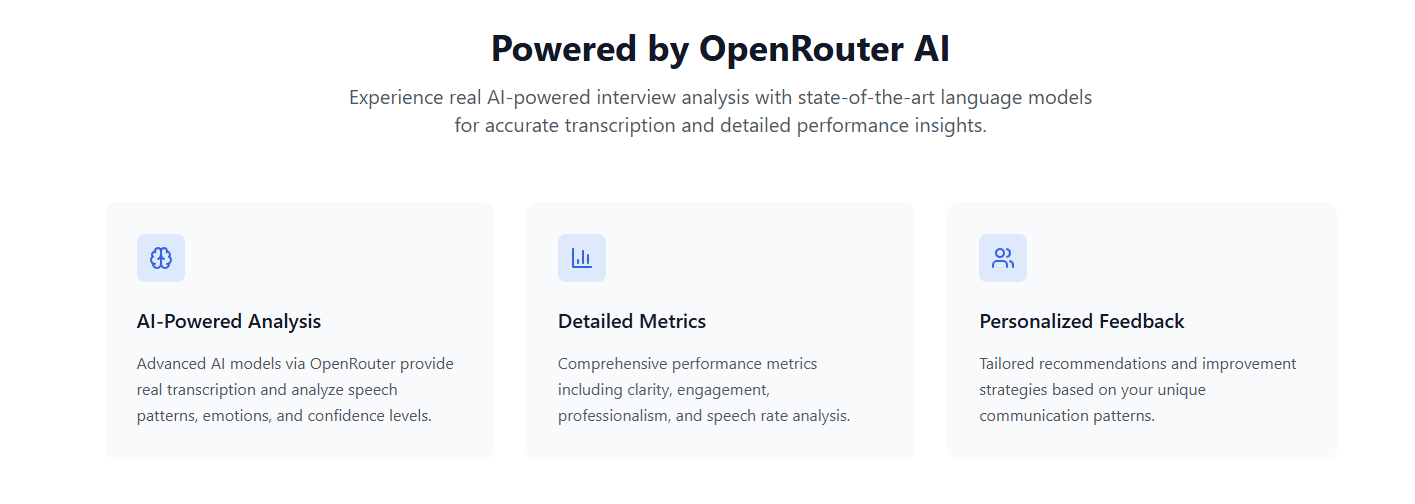 Powered by OpenRouter AI
Experience real AI-powered interview analysis with state-of-the-art language models
for accurate transcription and detailed performance insights.
AI-Powered Analysis
Advanced AI models via OpenRouter provide
real transcription and analyze speech
patterns, emotions, and confidence levels.
Detailed Metrics
Comprehensive performance metrics
including clarity, engagement,
professionalism, and speech rate analysis.
Personalized Feedback
Tailored recommendations and improvement
strategies based on your unique
communication patterns.